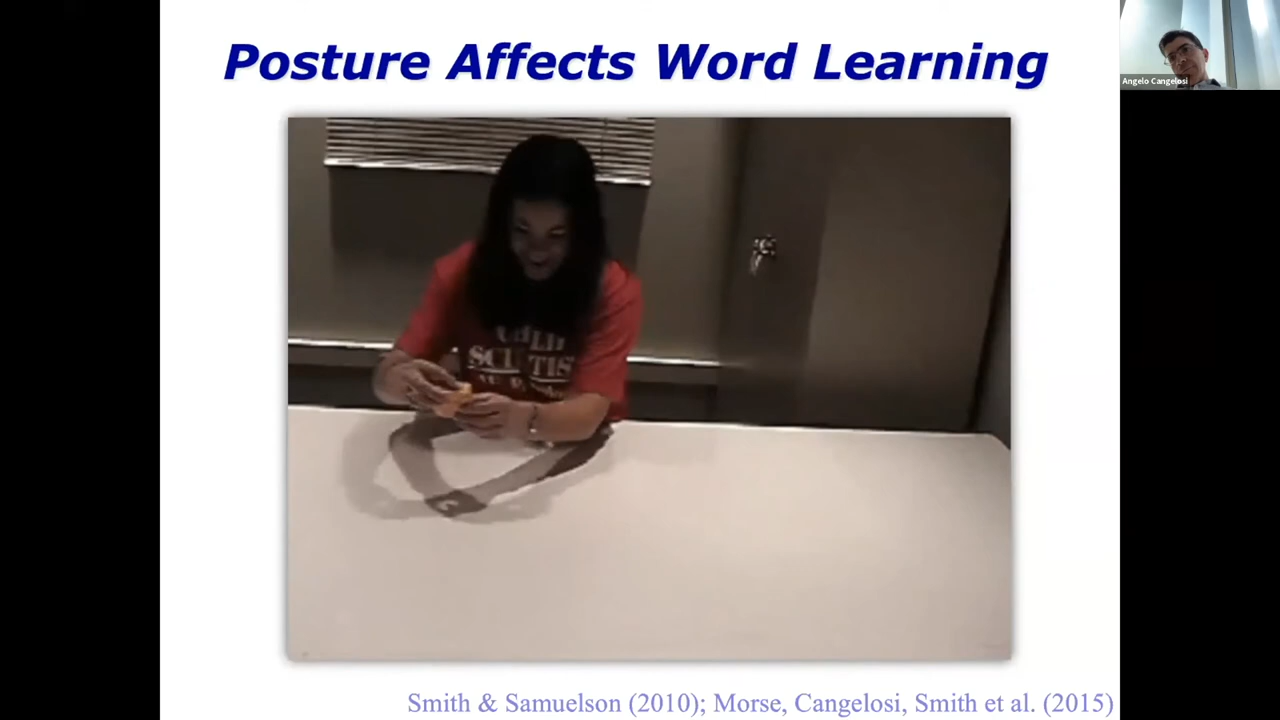 Posture Affects Word Learning
Angelo Cangelosi
Smith & Samuelson (2010); Morse, Cangelosi, Smith et al. (2015)